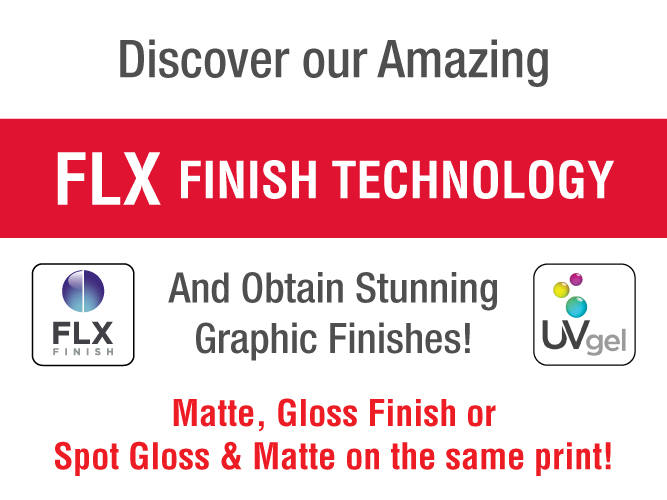 Discover our Amazing
FLX FINISH TECHNOLOGY
And Obtain Stunning
Graphic Finishes!
FLX
FINISH
UVgel
Matte, Gloss Finish or
Spot Gloss & Matte on the same print!